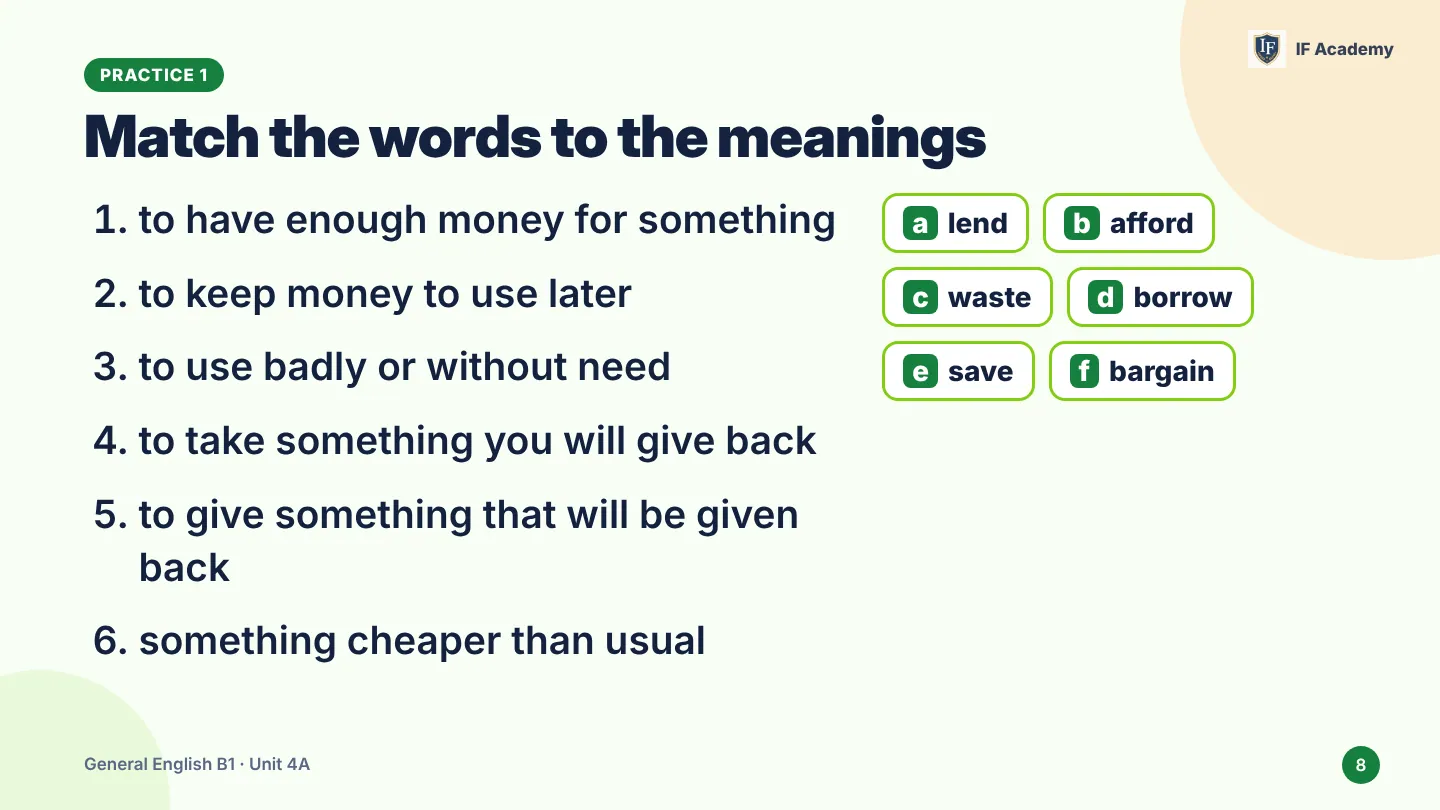 IF IF Academy
PRACTICE 1
Match the words to the meanings
1. to have enough money for something
2. to keep money to use later
3. to use badly or without need
4. to take something you will give back
5. to give something that will be given
back
6. something cheaper than usual
a lend b afford
c waste d borrow
e save f bargain
General English B1 · Unit 4A
8